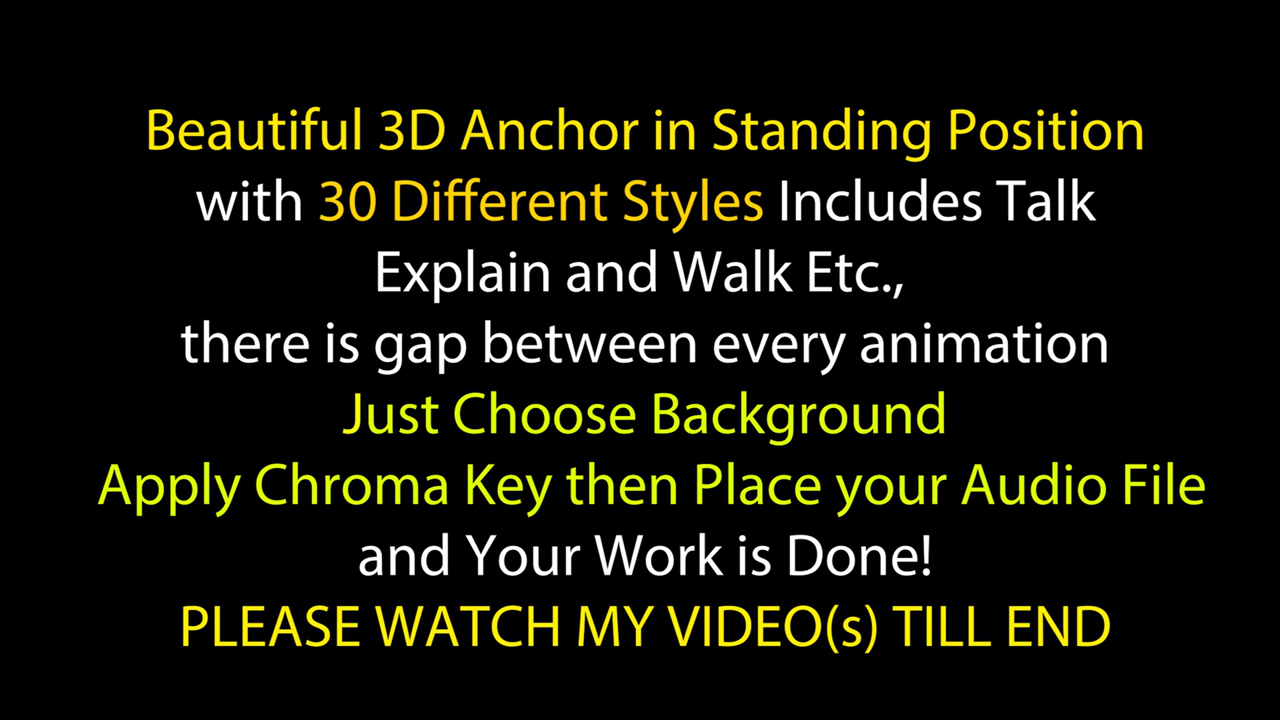 Beautiful 3D Anchor in Standing Position
with 30 Different Styles Includes Talk
Explain and Walk Etc.,
there is gap between every animation
Just Choose Background
Apply Chroma Key then Place your Audio File
and Your Work is Done!
PLEASE WATCH MY VIDEO(s) TILL END